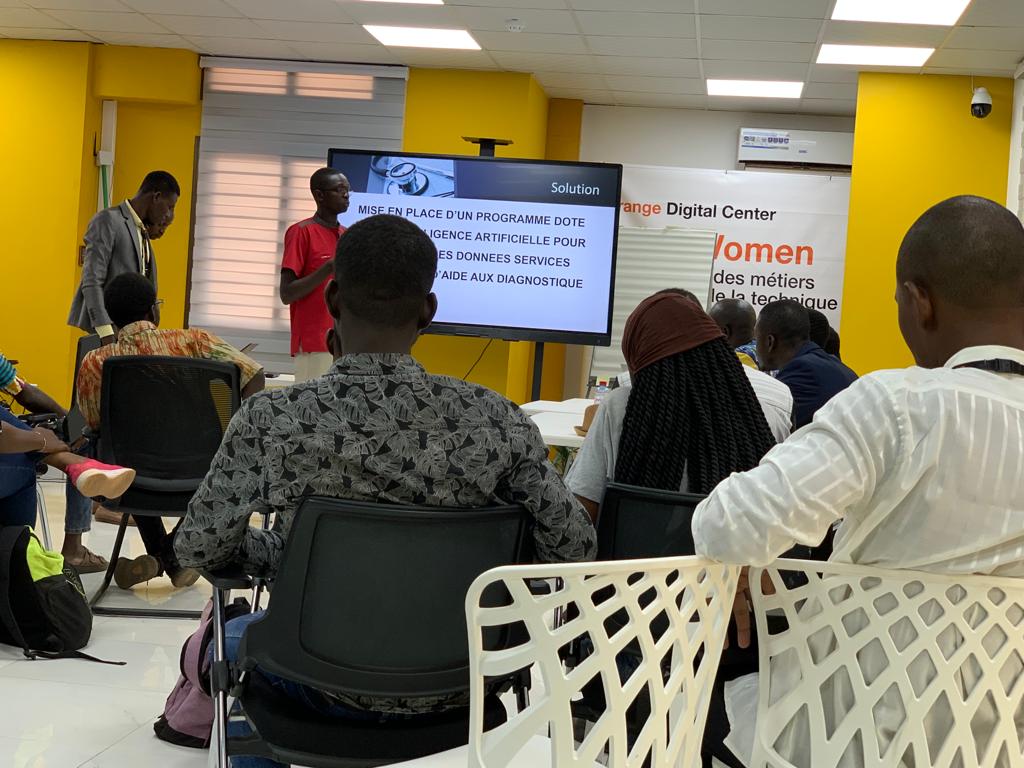 Solution
MISE EN PLACE D'UN PROGRAMME DOTE
LIGENCE ARTIFICIELLE POUR
ES DONNEES SERVICES
D'AIDE AUX DIAGNOSTIQUE
range Digital Center
Women
des métiers
de la technique